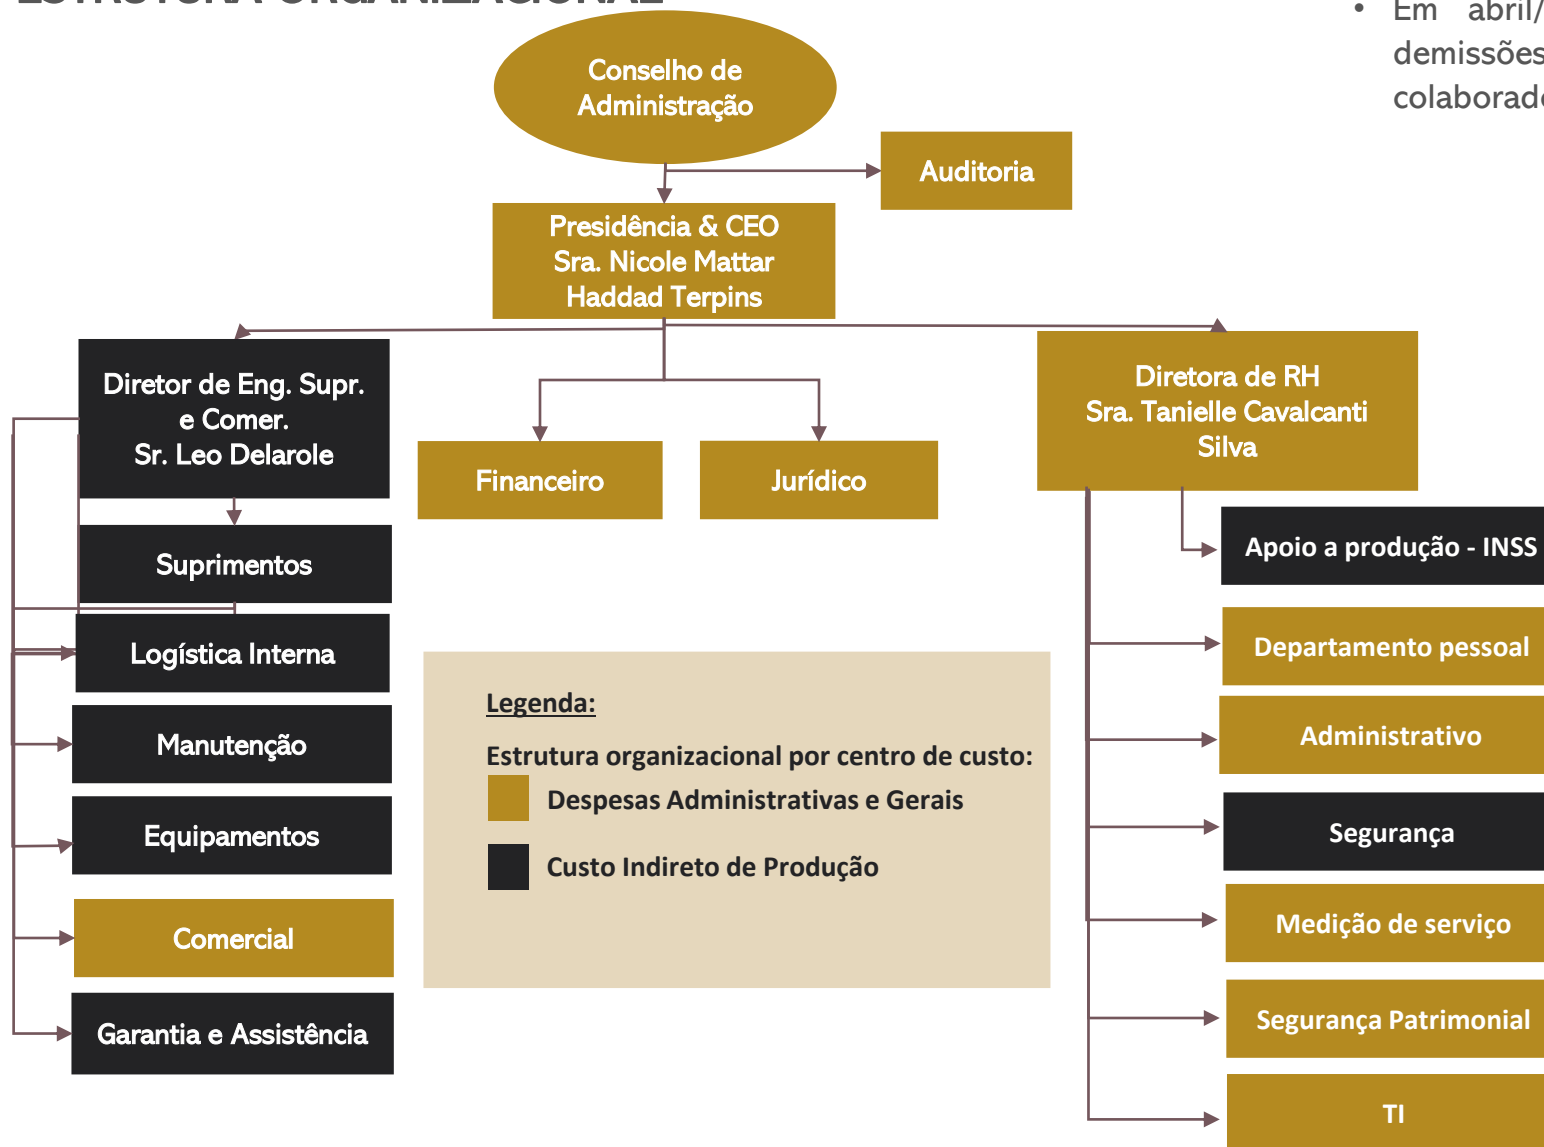 ESTRUTURA ORGANIZACIONAL
• Em abril/
demissões
Conselho de
Administração
Auditoria
Presidência & CEO
Sra. Nicole Mattar
Haddad Terpins
Diretor de Eng. Supr.
e Comer.
Sr. Leo Delarole
Financeiro
Jurídico
Diretora de RH
Sra. Tanielle Cavalcanti
Silva
Suprimentos
Logística Interna
Manutenção
Equipamentos
Comercial
Garantia e Assistência
Apoio a produção - INSS
Departamento pessoal
Administrativo
Segurança
Medição de serviço
Segurança Patrimonial
TI
Legenda:
Estrutura organizacional por centro de custo:
Despesas Administrativas e Gerais
Custo Indireto de Produção